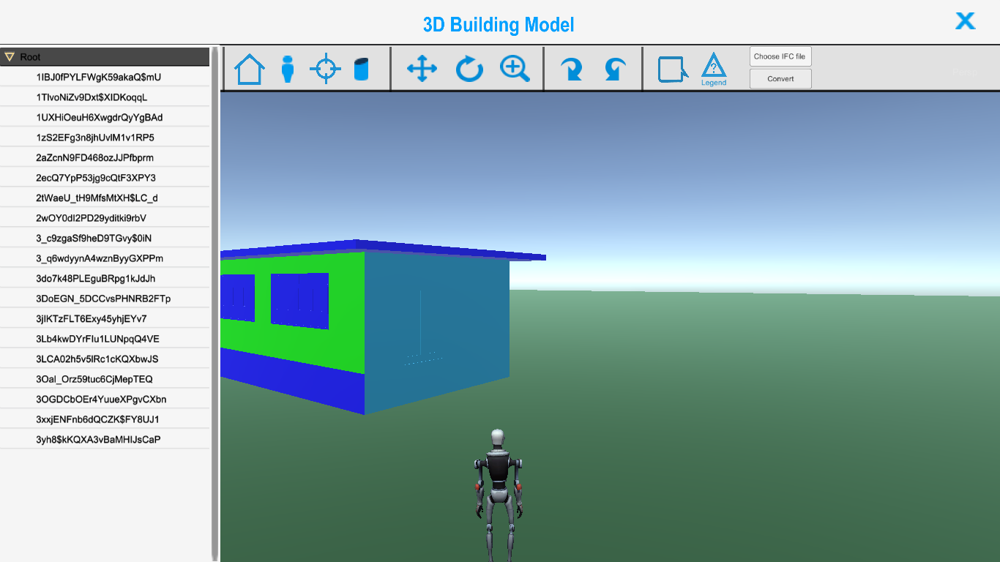 3D Building Model
X
Root
1IBJ0fPYLFWgK59akaQ$mU
1TIvoNiZv9Dxt$XIDKoqqL
1UXHiOeuH6XwgdrQyYgBAd
1zS2EFg3n8jhUvIM1v1RP5
2aZcnN9FD468ozJJPfbprm
2ecQ7YpP53jg9cQtF3XPY3
2tWaeU_tH9MfsMtXH$LC_d
2wOY0dI2PD29yditki9rbV
3_c9zgaSf9heD9TGvy$0iN
3_q6wdyynA4wznByyGXPPm
3do7k48PLEguBRpg1kJdJh
3DoEGN_5DCCvsPHNRB2FTp
3jIKTzFLT6Exy45yhjEYv7
3Lb4kwDYrFIu1LUNpqQ4VE
3LCA02h5v5IRc1cKQXbwJS
3OaI_Orz59tuc6CjMepTEQ
3OGDCbOEr4YuueXPgvCXbn
3xxjENFnb6dQCZK$FY8UJ1
3yh8$kKQXA3vBaMHIJsCaP
?
Legend
Choose IFC file
Convert